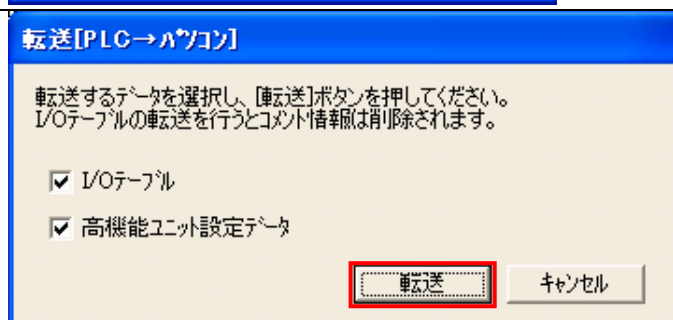 転送[PLC→ﾊﾟｿｺﾝ]
転送するﾃﾞｰﾀを選択し、[転送]ﾎﾞﾀﾝを押してください。
I/Oﾃｰﾌﾞﾙの転送を行うとｺﾒﾝﾄ情報は削除されます。
I/Oﾃｰﾌﾞﾙ
高機能ﾕﾆｯﾄ設定ﾃﾞｰﾀ
転送
ｷｬﾝｾﾙ